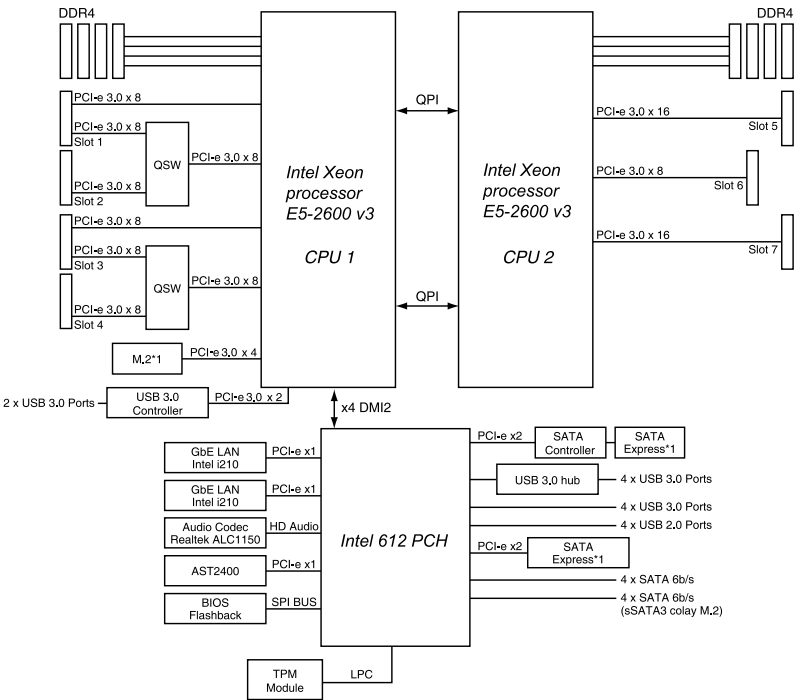 DDR4
DDR4
PCI-e 3.0 x 8
PCI-e 3.0 x 8
Slot 1
QSW
PCI-e 3.0 x 8
PCI-e 3.0 x 8
Slot 2
PCI-e 3.0 x 8
PCI-e 3.0 x 8
Slot 3
QSW
PCI-e 3.0 x 8
PCI-e 3.0 x 8
Slot 4
M.2*1
PCI-e 3.0 x 4
2 x USB 3.0 Ports
USB 3.0
Controller
PCI-e 3.0 x 2
Intel Xeon
processor
E5-2600 v3
CPU 1
QPI
QPI
Intel Xeon
processor
E5-2600 v3
CPU 2
PCI-e 3.0 x 16
Slot 5
PCI-e 3.0 x 8
Slot 6
PCI-e 3.0 x 16
Slot 7
x4 DMI2
GbE LAN
Intel i210
PCI-e x1
GbE LAN
Intel i210
PCI-e x1
Audio Codec
Realtek ALC1150
HD Audio
AST2400
PCI-e x1
BIOS
Flashback
SPI BUS
TPM
Module
LPC
Intel 612 PCH
PCI-e x2
SATA
Controller
SATA
Express*1
USB 3.0 hub
4 x USB 3.0 Ports
4 x USB 3.0 Ports
4 x USB 2.0 Ports
PCI-e x2
SATA
Express*1
4 x SATA 6b/s
4 x SATA 6b/s
(sSATA3 colay M.2)